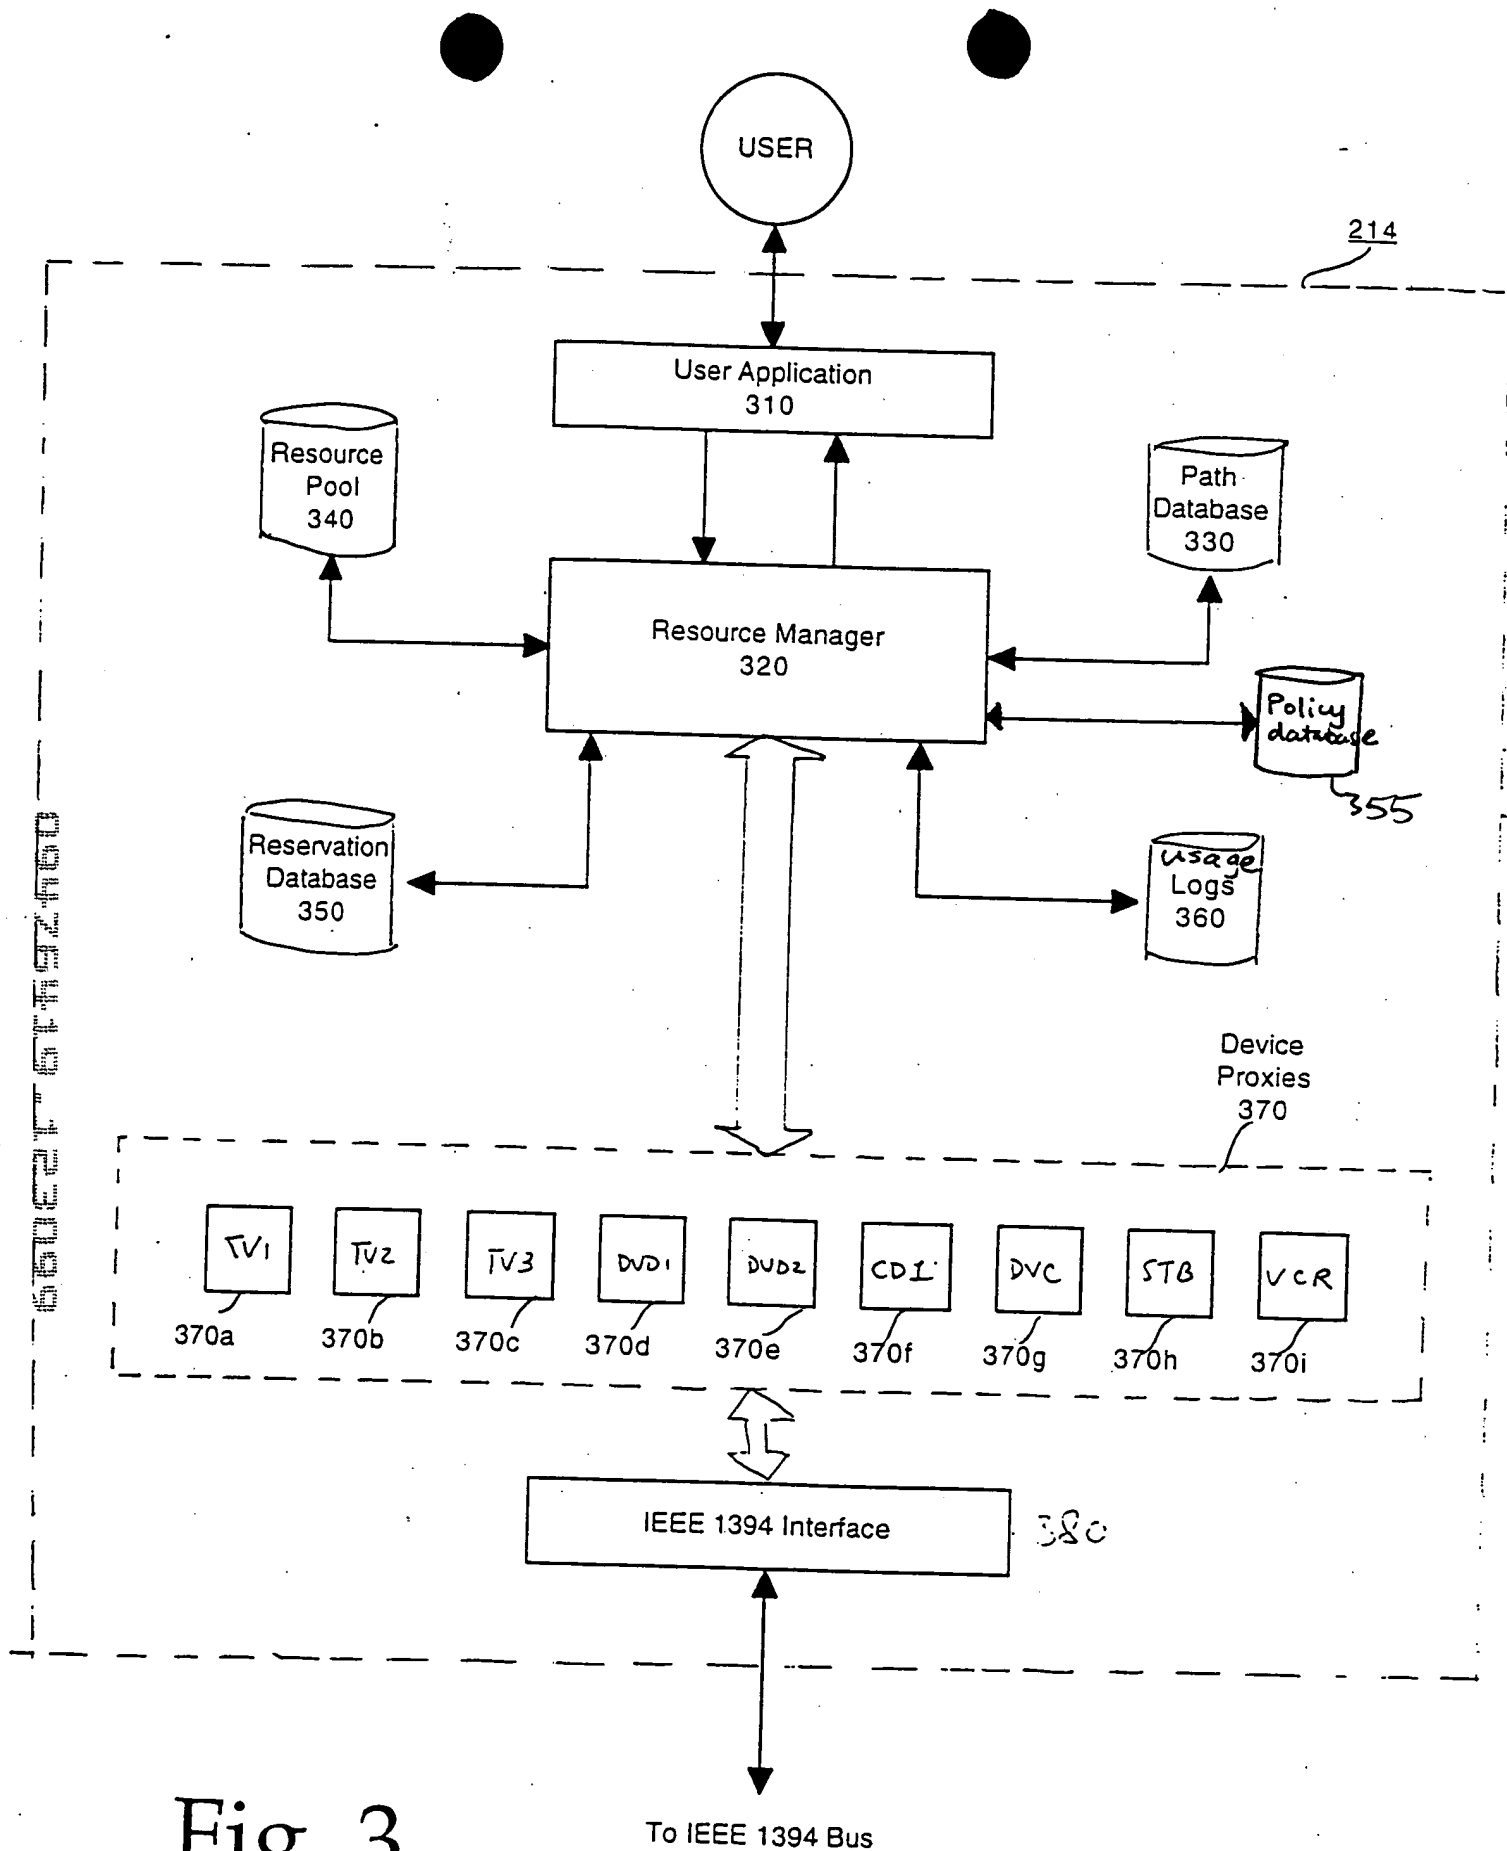 USER
214
User Application
310
Resource
Pool
340
Path
Database
330
Resource Manager
320
Policy
database
355
Reservation
Database
350
usage
Logs
360
Device
Proxies
370
TV1
TV2
TV3
DVD1
DVD2
CD1
DVC
STB
VCR
370a
370b
370c
370d
370e
370f
370g
370h
370i
IEEE 1394 Interface
380
To IEEE 1394 Bus
Fig. 3